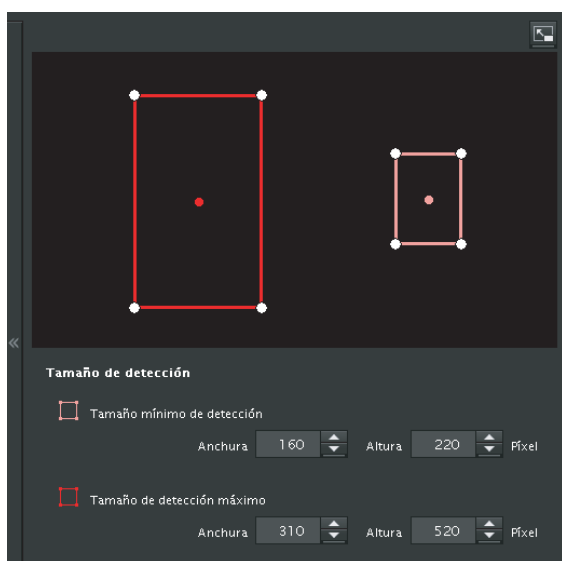 Tamaño de detección
Tamaño mínimo de detección
Anchura 160 Altura 220 Píxel
Tamaño de detección máximo
Anchura 310 Altura 520 Píxel